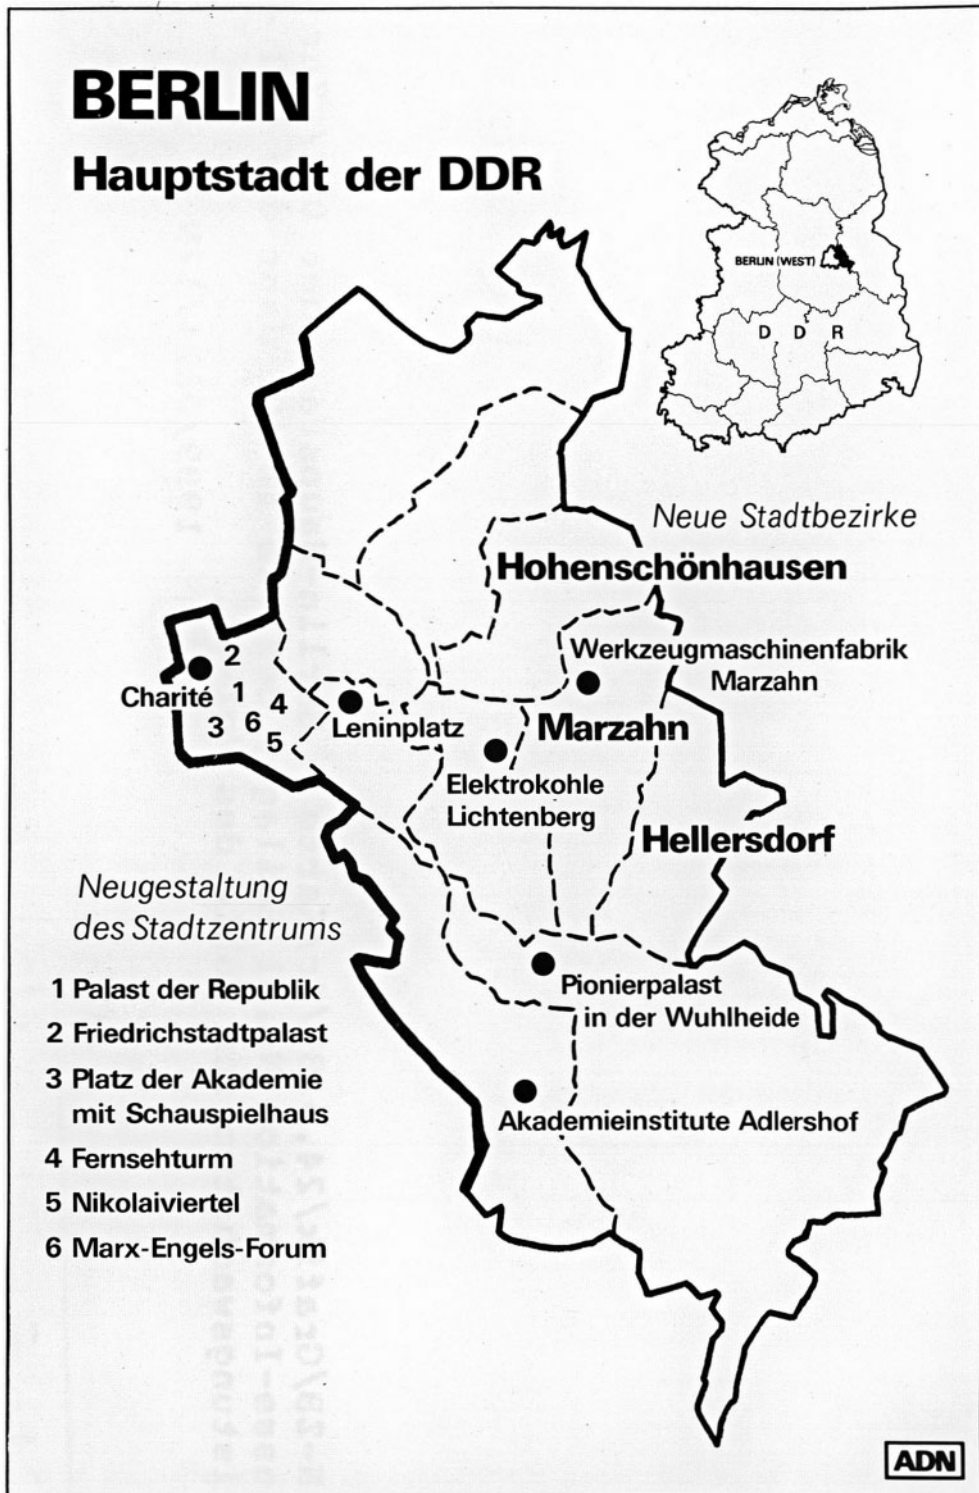 BERLIN
Hauptstadt der DDR
BERLIN (WEST)
D D R
Neue Stadtbezirke
Hohenschönhausen
Werkzeugmaschinenfabrik
Marzahn
2
Charité
1
4
3
6
5
Leninplatz
Marzahn
Elektrokohle
Lichtenberg
Hellersdorf
Neugestaltung
des Stadtzentrums
1 Palast der Republik
2 Friedrichstadtpalast
3 Platz der Akademie
mit Schauspielhaus
4 Fernsehturm
5 Nikolaiviertel
6 Marx-Engels-Forum
Pionierpalast
in der Wuhlheide
Akademieinstitute Adlershof
ADN